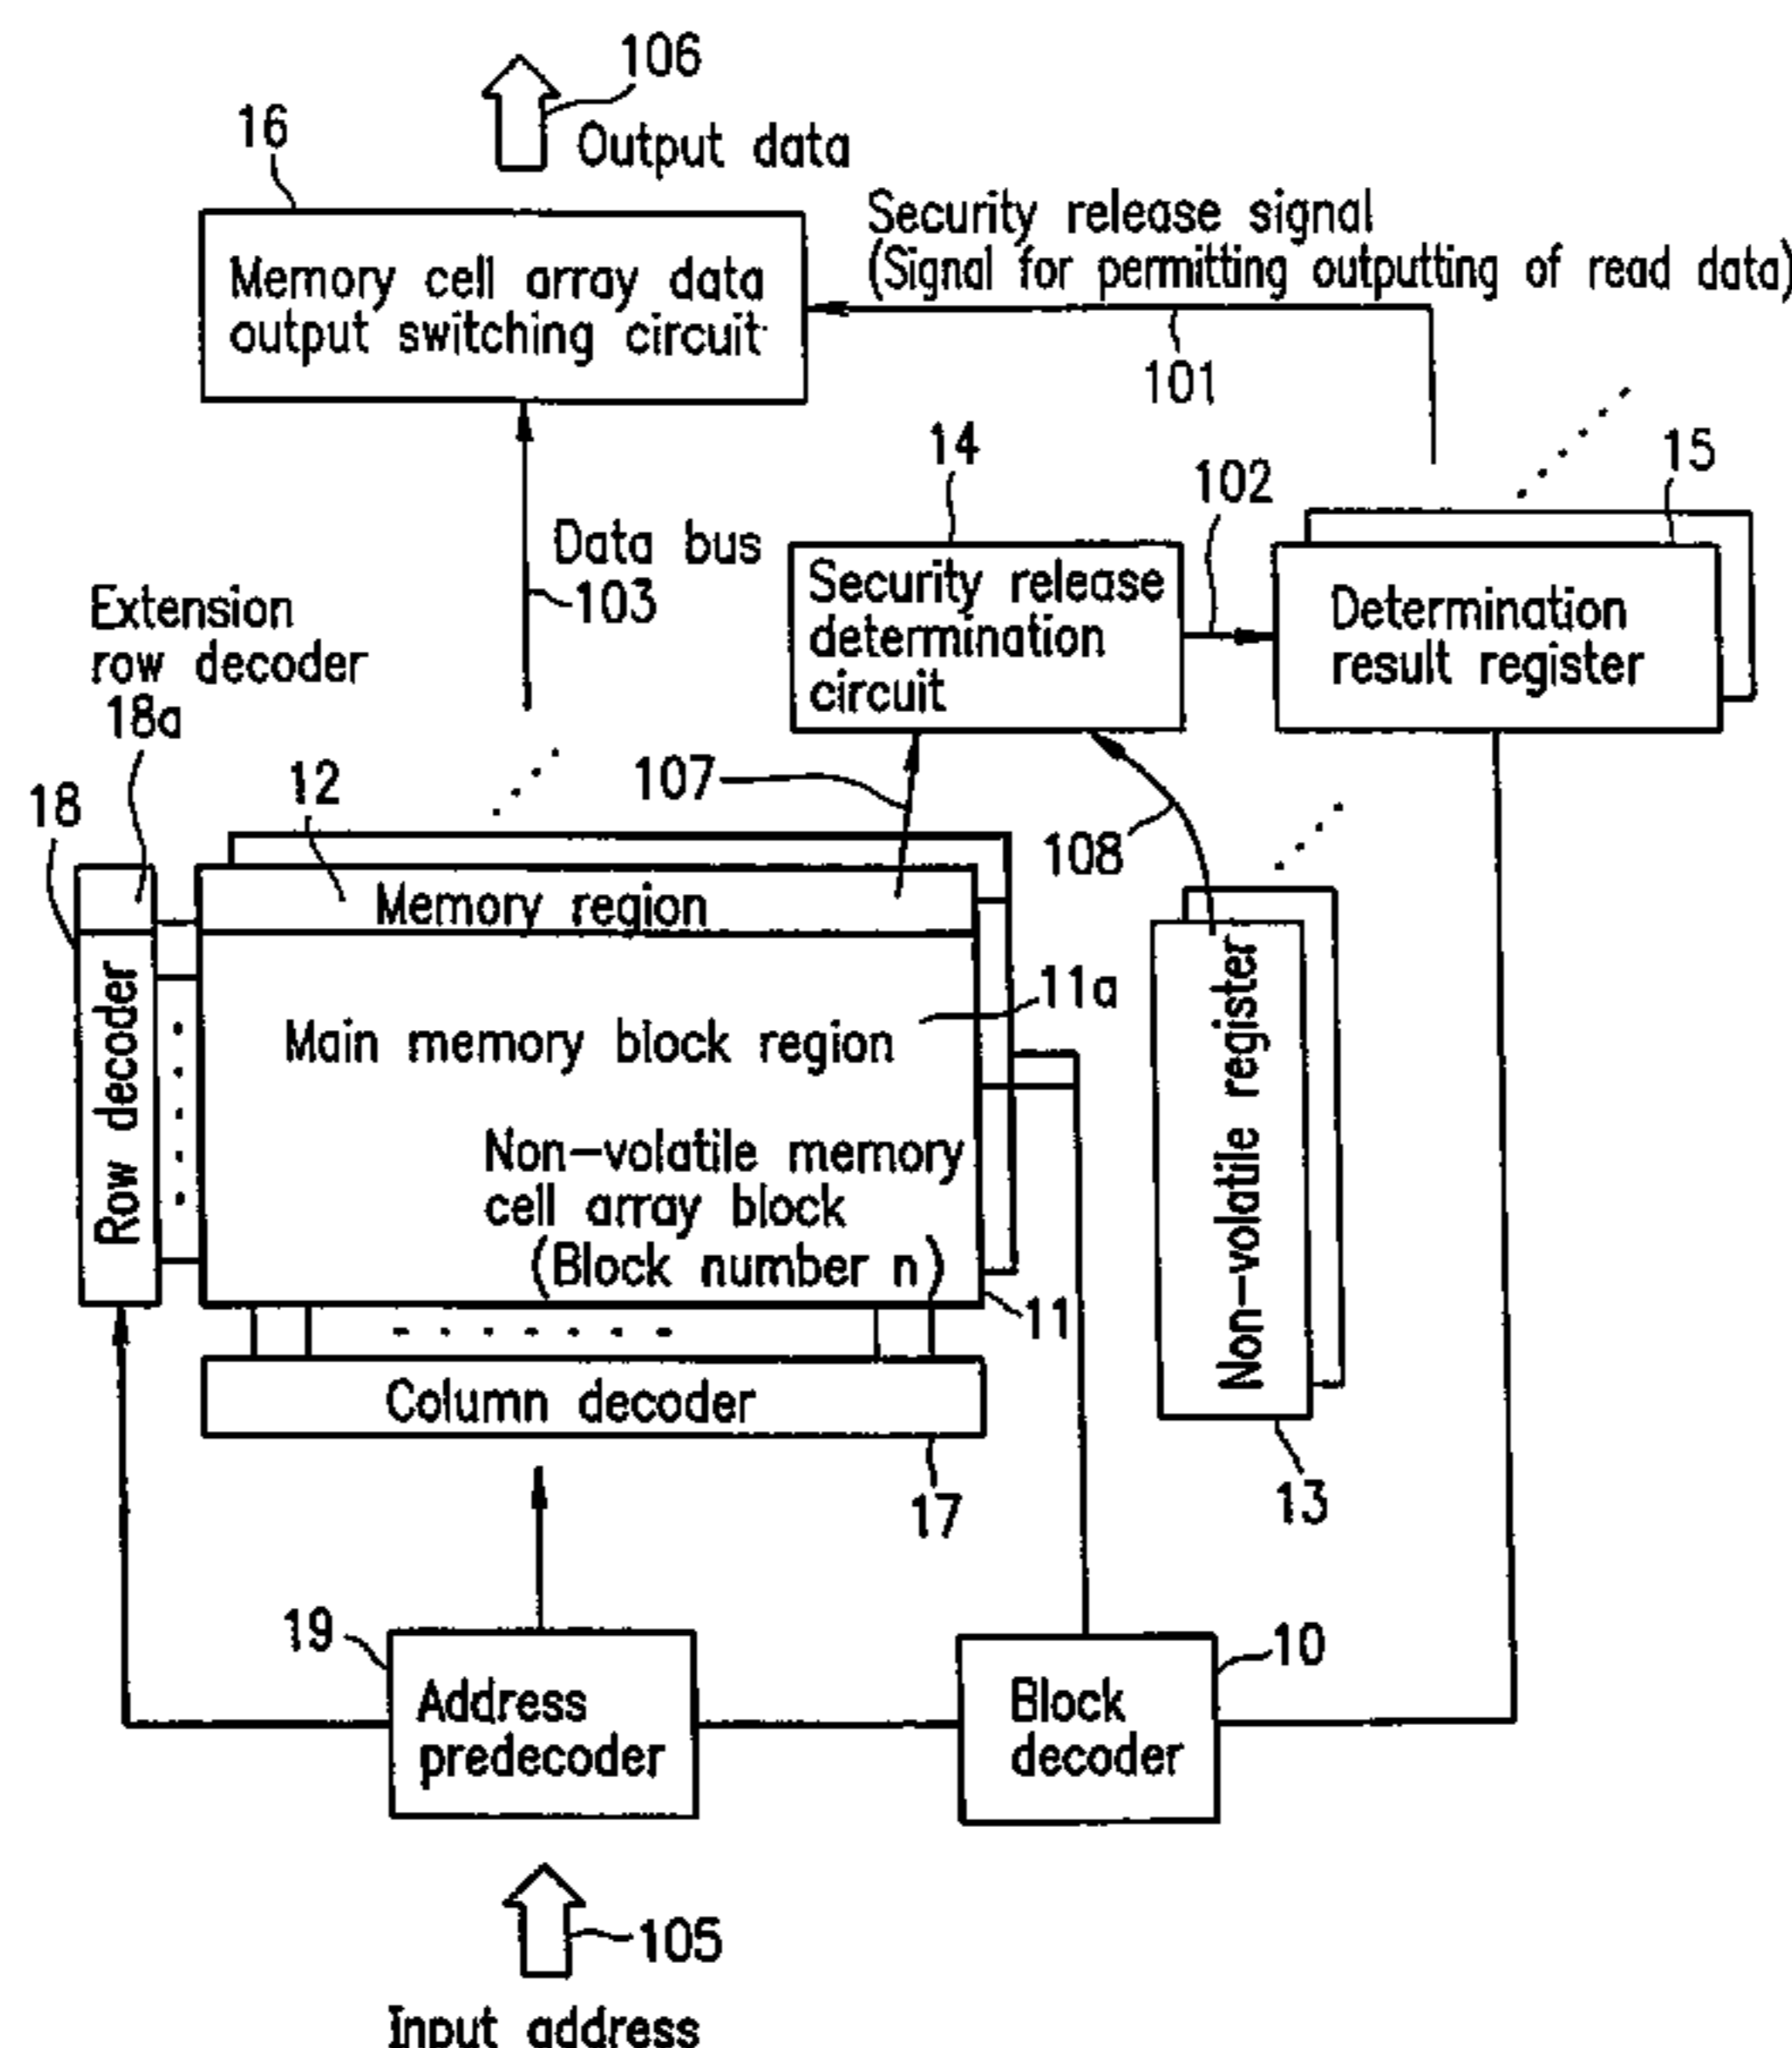 106
Output data
16
Memory cell array data
output switching circuit
Security release signal
(Signal for permitting outputting of read data)
101
14
102
15
Security release
determination
circuit
Determination
result register
Data bus
103
Extension
row decoder
18a
18
12
107
108
Memory region
11a
Main memory block region
Row decoder
Non-volatile memory
cell array block
(Block number n)
11
Non-volatile register
13
Column decoder
17
19
Address
predecoder
10
Block
decoder
105
Input address